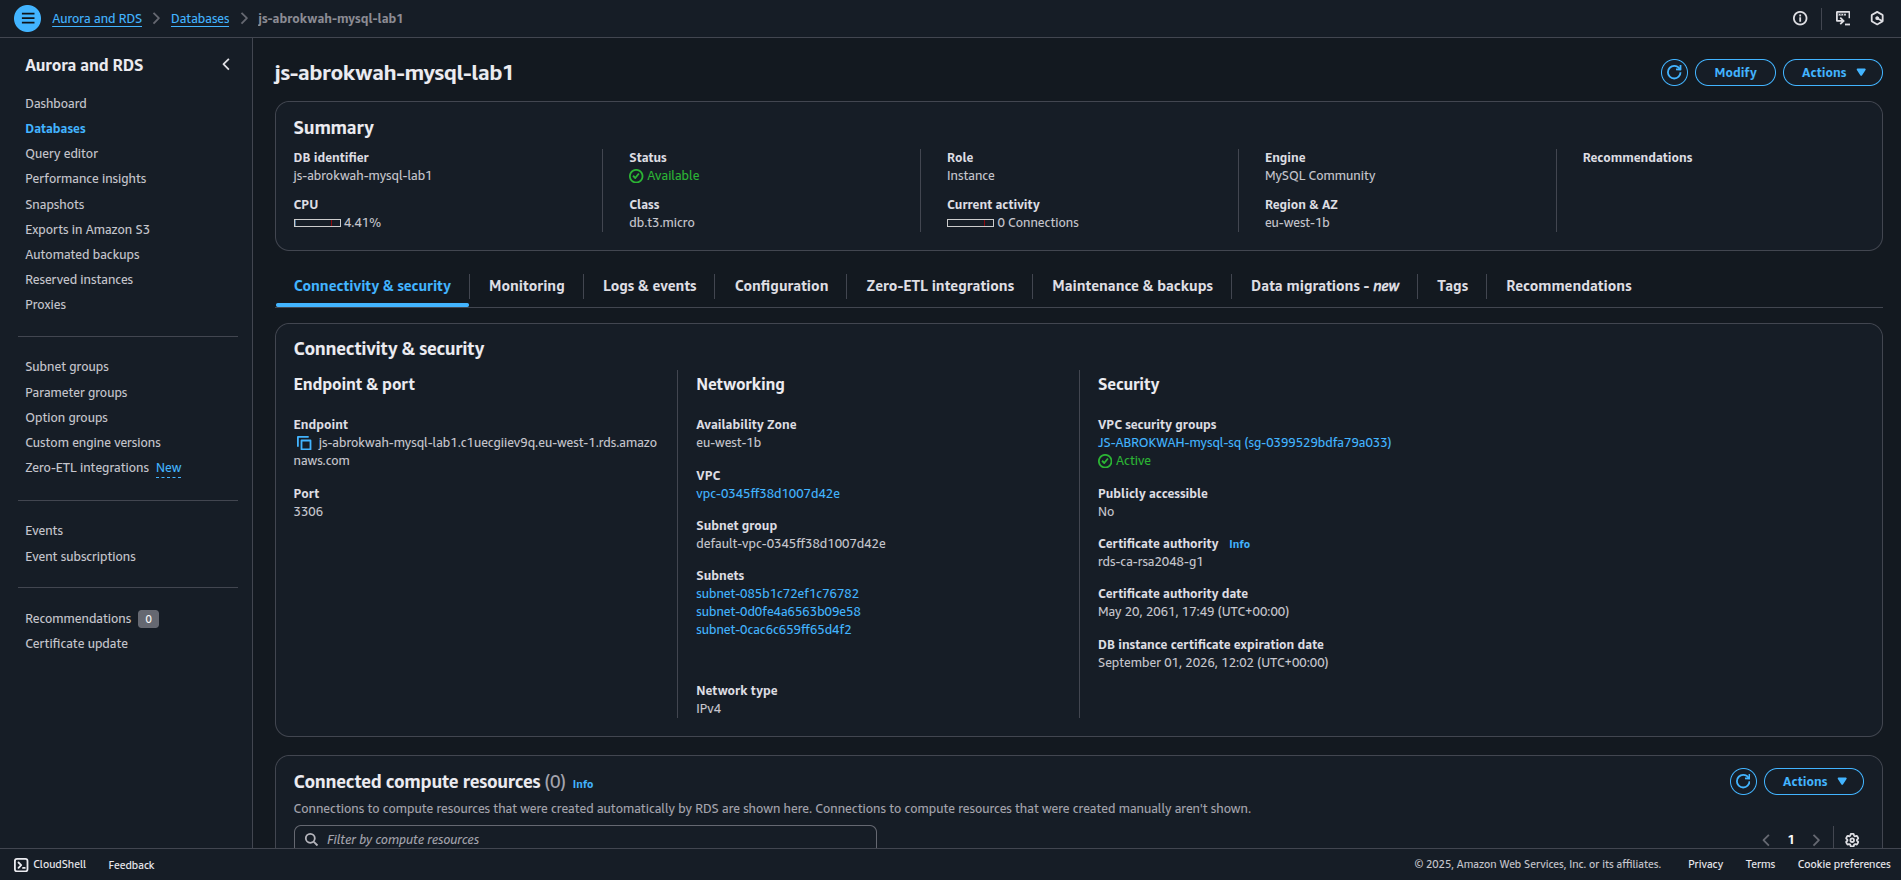 Aurora and RDS > Databases > js-abrokwah-mysql-lab1
Aurora and RDS
Dashboard
Databases
Query editor
Performance insights
Snapshots
Exports in Amazon S3
Automated backups
Reserved instances
Proxies
Subnet groups
Parameter groups
Option groups
Custom engine versions
Zero-ETL integrations New
Events
Event subscriptions
Recommendations 0
Certificate update
js-abrokwah-mysql-lab1
Modify
Actions
Summary
DB identifier
js-abrokwah-mysql-lab1
CPU
4.41%
Status
Available
Class
db.t3.micro
Role
Instance
Current activity
0 Connections
Engine
MySQL Community
Region & AZ
eu-west-1b
Recommendations
Connectivity & security
Monitoring
Logs & events
Configuration
Zero-ETL integrations
Maintenance & backups
Data migrations - new
Tags
Recommendations
Connectivity & security
Endpoint & port
Endpoint
js-abrokwah-mysql-lab1.c1uecgiiev9q.eu-west-1.rds.amazo
naws.com
Port
3306
Networking
Availability Zone
eu-west-1b
VPC
vpc-0345ff38d1007d42e
Subnet group
default-vpc-0345ff38d1007d42e
Subnets
subnet-085b1c72ef1c76782
subnet-0d0fe4a6563b09e58
subnet-0cac6c659ff65d4f2
Network type
IPv4
Security
VPC security groups
JS-ABROKWAH-mysql-sq (sg-0399529bdfa79a033)
Active
Publicly accessible
No
Certificate authority Info
rds-ca-rsa2048-g1
Certificate authority date
May 20, 2061, 17:49 (UTC+00:00)
DB instance certificate expiration date
September 01, 2026, 12:02 (UTC+00:00)
Connected compute resources (0) Info
Actions
Connections to compute resources that were created automatically by RDS are shown here. Connections to compute resources that were created manually aren't shown.
Filter by compute resources
1
CloudShell
Feedback
© 2025, Amazon Web Services, Inc. or its affiliates.
Privacy
Terms
Cookie preferences